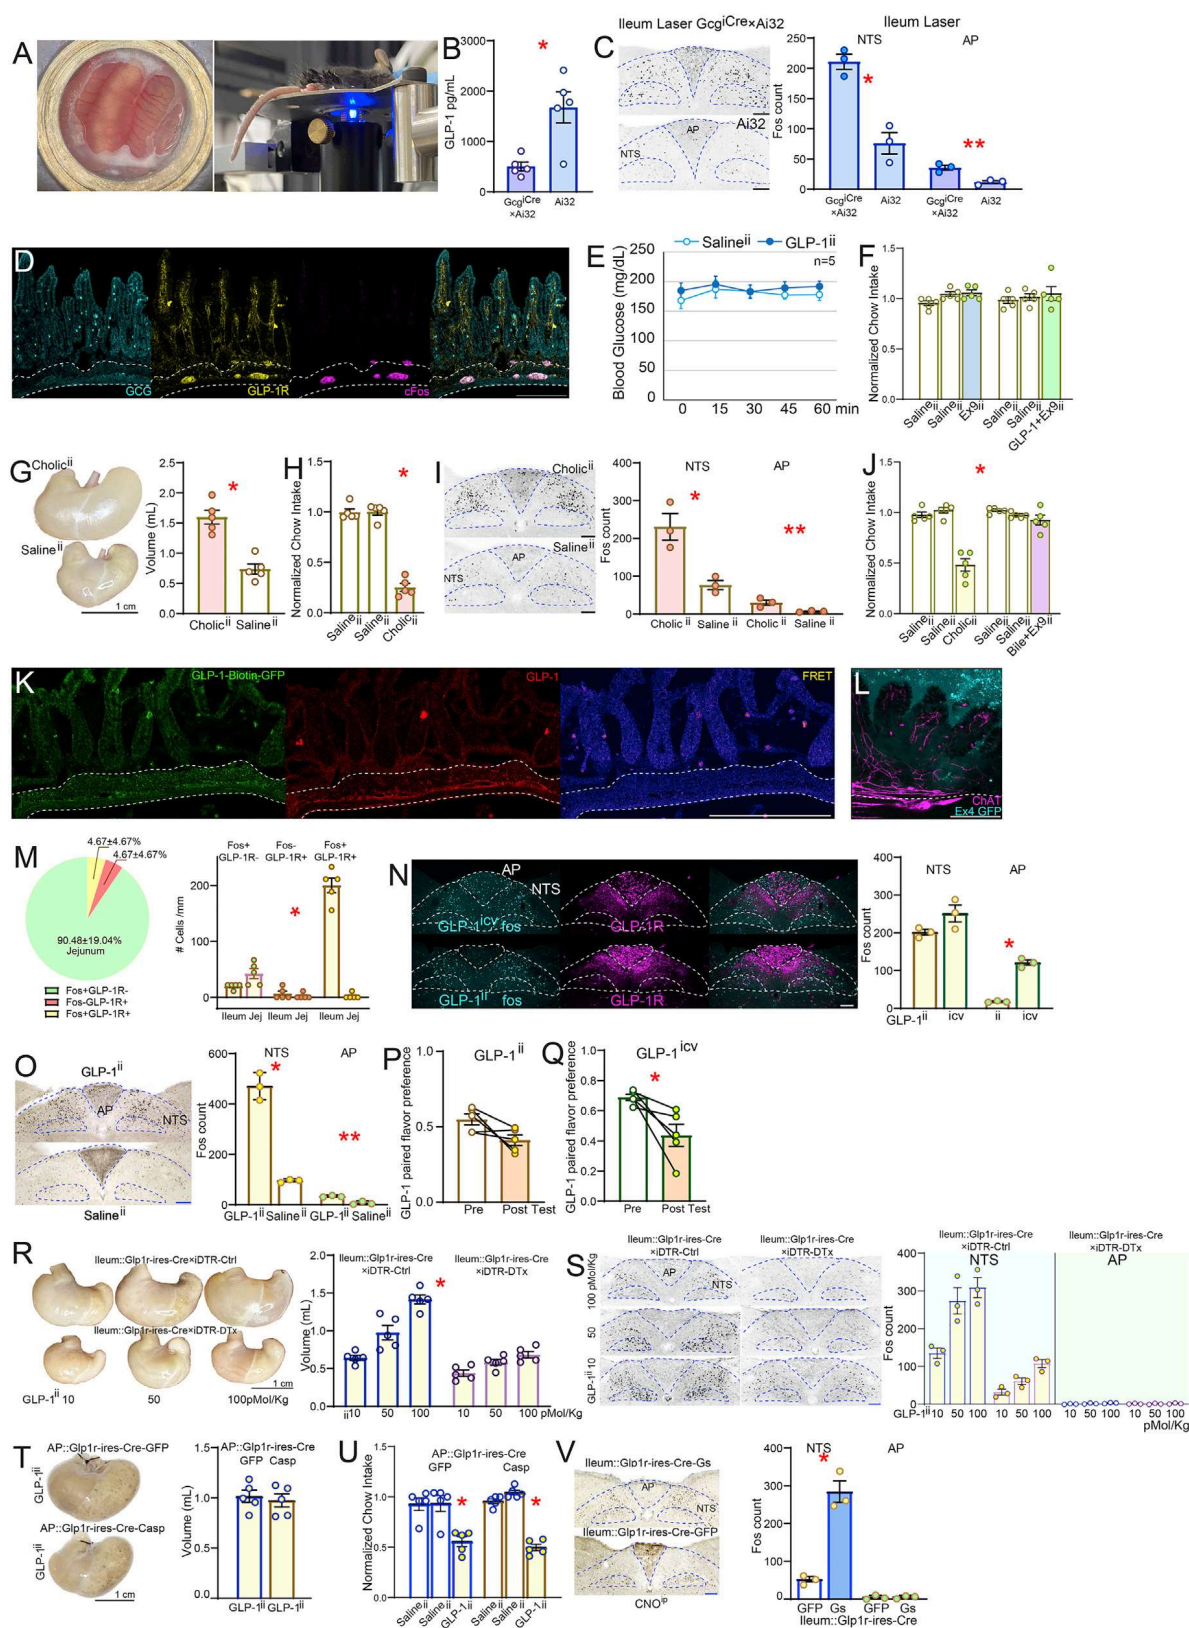 A
B
GLP-1 pg/mL
3000
2000
1000
0
*
Gcg^iCre ×Ai32
Ai32
C
Ileum Laser Gcg^iCre×Ai32
Ai32
AP
NTS
Ileum Laser
NTS
AP
Fos count
250
200
150
100
50
0
*
**
Gcg^iCre ×Ai32
Ai32
Gcg^iCre ×Ai32
Ai32
D
GCG
GLP-1R
cFos
E
Saline^ii
GLP-1^ii
n=5
Blood Glucose (mg/dL)
250
200
150
100
50
0
0 15 30 45 60 min
F
Normalized Chow Intake
1.5
1.0
0.5
0.0
Saline^ii
Saline^ii
Ex9^ii
Saline^ii
Saline^ii
GLP-1+Ex9^ii
G
Cholic^ii
Saline^ii
1 cm
Volume (mL)
2.5
2.0
1.5
1.0
0.5
0.0
*
Cholic^ii Saline^ii
H
Normalized Chow Intake
1.5
1.0
0.5
0.0
*
Saline^ii
Saline^ii
Cholic^ii
I
Cholic^ii
Saline^ii
AP
NTS
Fos count
400
300
200
100
0
NTS
AP
*
**
Cholic^ii Saline^ii Cholic^ii Saline^ii
J
Normalized Chow Intake
1.5
1.0
0.5
0.0
*
Saline^ii
Saline^ii
Cholic^ii
Saline^ii
Saline^ii
Bile+Ex9^ii
K
GLP-1-Biotin-GFP
GLP-1
FRET
L
ChAT
Ex4 GFP
M
4.67±4.67%
4.67±4.67%
90.48±19.04%
Jejunum
Fos+GLP-1R-
Fos-GLP-1R+
Fos+GLP-1R+
Fos+ GLP-1R-
Fos- GLP-1R+
Fos+ GLP-1R+
# Cells /mm
200
100
0
*
Ileum Jej Ileum Jej Ileum Jej
N
AP
NTS
GLP-1^icv fos
GLP-1R
GLP-1^ii fos
GLP-1R
Fos count
400
300
200
100
0
NTS
AP
*
GLP-1^ii icv ii icv
O
GLP-1^ii
AP
NTS
Saline^ii
Fos count
600
400
200
0
NTS
AP
*
**
GLP-1^ii Saline^ii GLP-1^ii Saline^ii
P
GLP-1^ii
GLP-1 paired flavor preference
1.0
0.5
0.0
Pre Post Test
Q
GLP-1^icv
GLP-1 paired flavor preference
1.0
0.8
0.6
0.4
0.2
0.0
*
Pre Post Test
R
Ileum::Glp1r-ires-Cre×iDTR-Ctrl
Ileum::Glp1r-ires-Cre×iDTR-DTx
1 cm
GLP-1^ii 10 50 100pMol/Kg
Ileum::Glp1r-ires-Cre ×iDTR-Ctrl
Ileum::Glp1r-ires-Cre ×iDTR-DTx
Volume (mL)
2.0
1.5
1.0
0.5
0.0
*
ii 10 50 100 10 50 100 pMol/Kg
S
Ileum::Glp1r-ires-Cre ×iDTR-Ctrl
Ileum::Glp1r-ires-Cre ×iDTR-DTx
AP
NTS
100 pMol/Kg
50
GLP-1^ii 10
Ileum::Glp1r-ires-Cre ×iDTR-Ctrl
Ileum::Glp1r-ires-Cre ×iDTR-DTx
NTS
AP
Fos count
400
300
200
100
0
GLP-1^ii 10 50 100 10 50 100 10 50 100 10 50 100
pMol/Kg
T
AP::Glp1r-ires-Cre-GFP
GLP-1^ii
AP::Glp1r-ires-Cre-Casp
GLP-1^ii
1 cm
AP::Glp1r-ires-Cre
GFP Casp
Volume (mL)
1.5
1.0
0.5
0.0
GLP-1^ii GLP-1^ii
U
AP::Glp1r-ires-Cre
GFP Casp
Normalized Chow Intake
1.5
1.0
0.5
0.0
*
*
Saline^ii
Saline^ii
GLP-1^ii
Saline^ii
Saline^ii
GLP-1^ii
V
Ileum::Glp1r-ires-Cre-Gs
AP
NTS
Ileum::Glp1r-ires-Cre-GFP
CNO^ip
Fos count
400
300
200
100
0
NTS
AP
*
GFP Gs GFP Gs
Ileum::Glp1r-ires-Cre